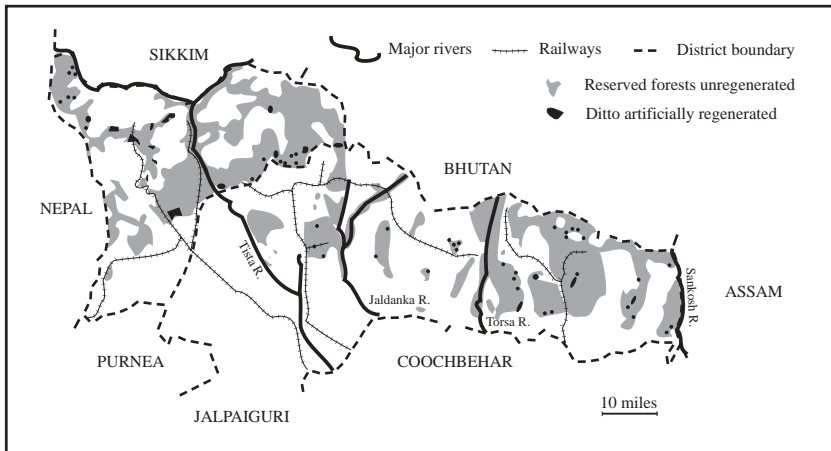 SIKKIM
Major rivers
Railways
District boundary
Reserved forests unregenerated
Ditto artificially regenerated
BHUTAN
NEPAL
Tista R.
Jaldanka R.
Torsa R.
Sankosh R.
ASSAM
PURNEA
COOCHBEHAR
JALPAIGURI
10 miles